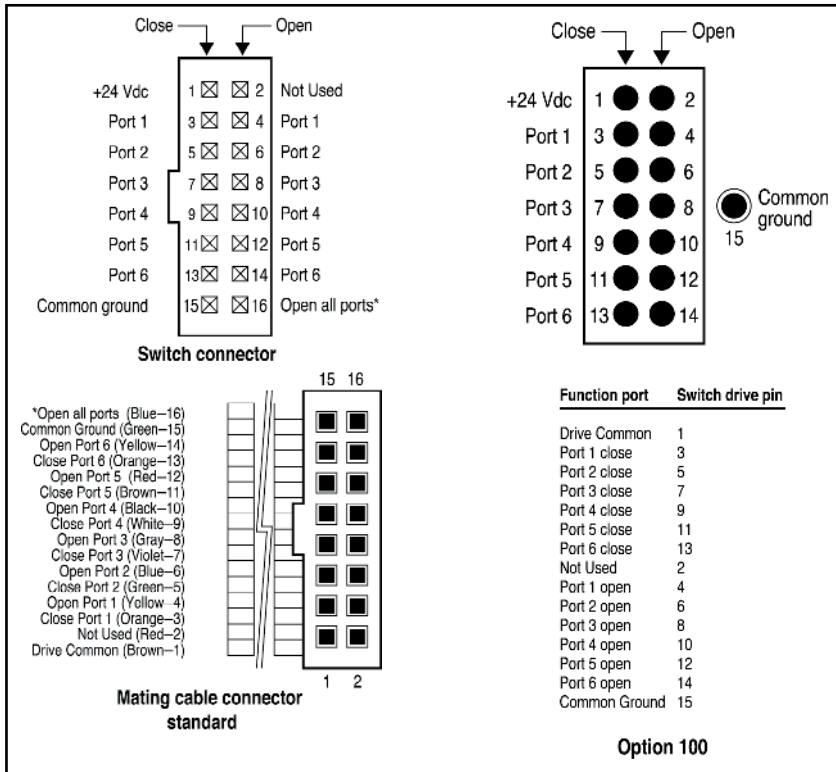 Close Open
+24 Vdc 1 2 Not Used
Port 1 3 4 Port 1
Port 2 5 6 Port 2
Port 3 7 8 Port 3
Port 4 9 10 Port 4
Port 5 11 12 Port 5
Port 6 13 14 Port 6
Common ground 15 16 Open all ports*
Switch connector
Close Open
+24 Vdc 1 2
Port 1 3 4
Port 2 5 6
Port 3 7 8
Port 4 9 10
Port 5 11 12
Port 6 13 14
Common
ground
15
15 16
*Open all ports (Blue–16)
Common Ground (Green–15)
Open Port 6 (Yellow–14)
Close Port 6 (Orange–13)
Open Port 5 (Red–12)
Close Port 5 (Brown–11)
Open Port 4 (Black–10)
Close Port 4 (White–9)
Open Port 3 (Gray–8)
Close Port 3 (Violet–7)
Open Port 2 (Blue–6)
Close Port 2 (Green–5)
Open Port 1 (Yellow–4)
Close Port 1 (Orange–3)
Not Used (Red–2)
Drive Common (Brown–1)
1 2
Mating cable connector
standard
Function port Switch drive pin
Drive Common 1
Port 1 close 3
Port 2 close 5
Port 3 close 7
Port 4 close 9
Port 5 close 11
Port 6 close 13
Not Used 2
Port 1 open 4
Port 2 open 6
Port 3 open 8
Port 4 open 10
Port 5 open 12
Port 6 open 14
Common Ground 15
Option 100